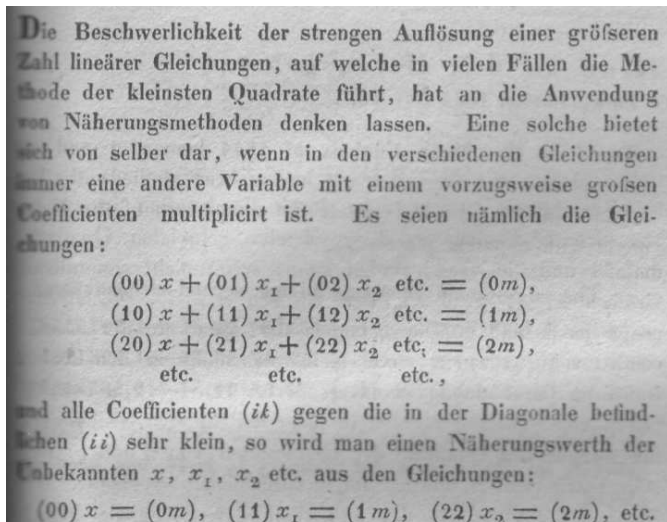 Die Beschwerlichkeit der strengen Auflösung einer gröſseren
Zahl lineärer Gleichungen, auf welche in vielen Fällen die Me-
thode der kleinsten Quadrate führt, hat an die Anwendung
von Näherungsmethoden denken lassen. Eine solche bietet
sich von selber dar, wenn in den verschiedenen Gleichungen
immer eine andere Variable mit einem vorzugsweise groſsen
Coefficienten multiplicirt ist. Es seien nämlich die Glei-
chungen:
(00) x + (01) x₁ + (02) x₂ etc. = (0m),
(10) x + (11) x₁ + (12) x₂ etc. = (1m),
(20) x + (21) x₁ + (22) x₂ etc. = (2m),
etc. etc. etc.,
und alle Coefficienten (ik) gegen die in der Diagonale befind-
lichen (ii) sehr klein, so wird man einen Näherungswerth der
Unbekannten x, x₁, x₂ etc. aus den Gleichungen:
(00) x = (0m), (11) x₁ = (1m), (22) x₂ = (2m), etc.